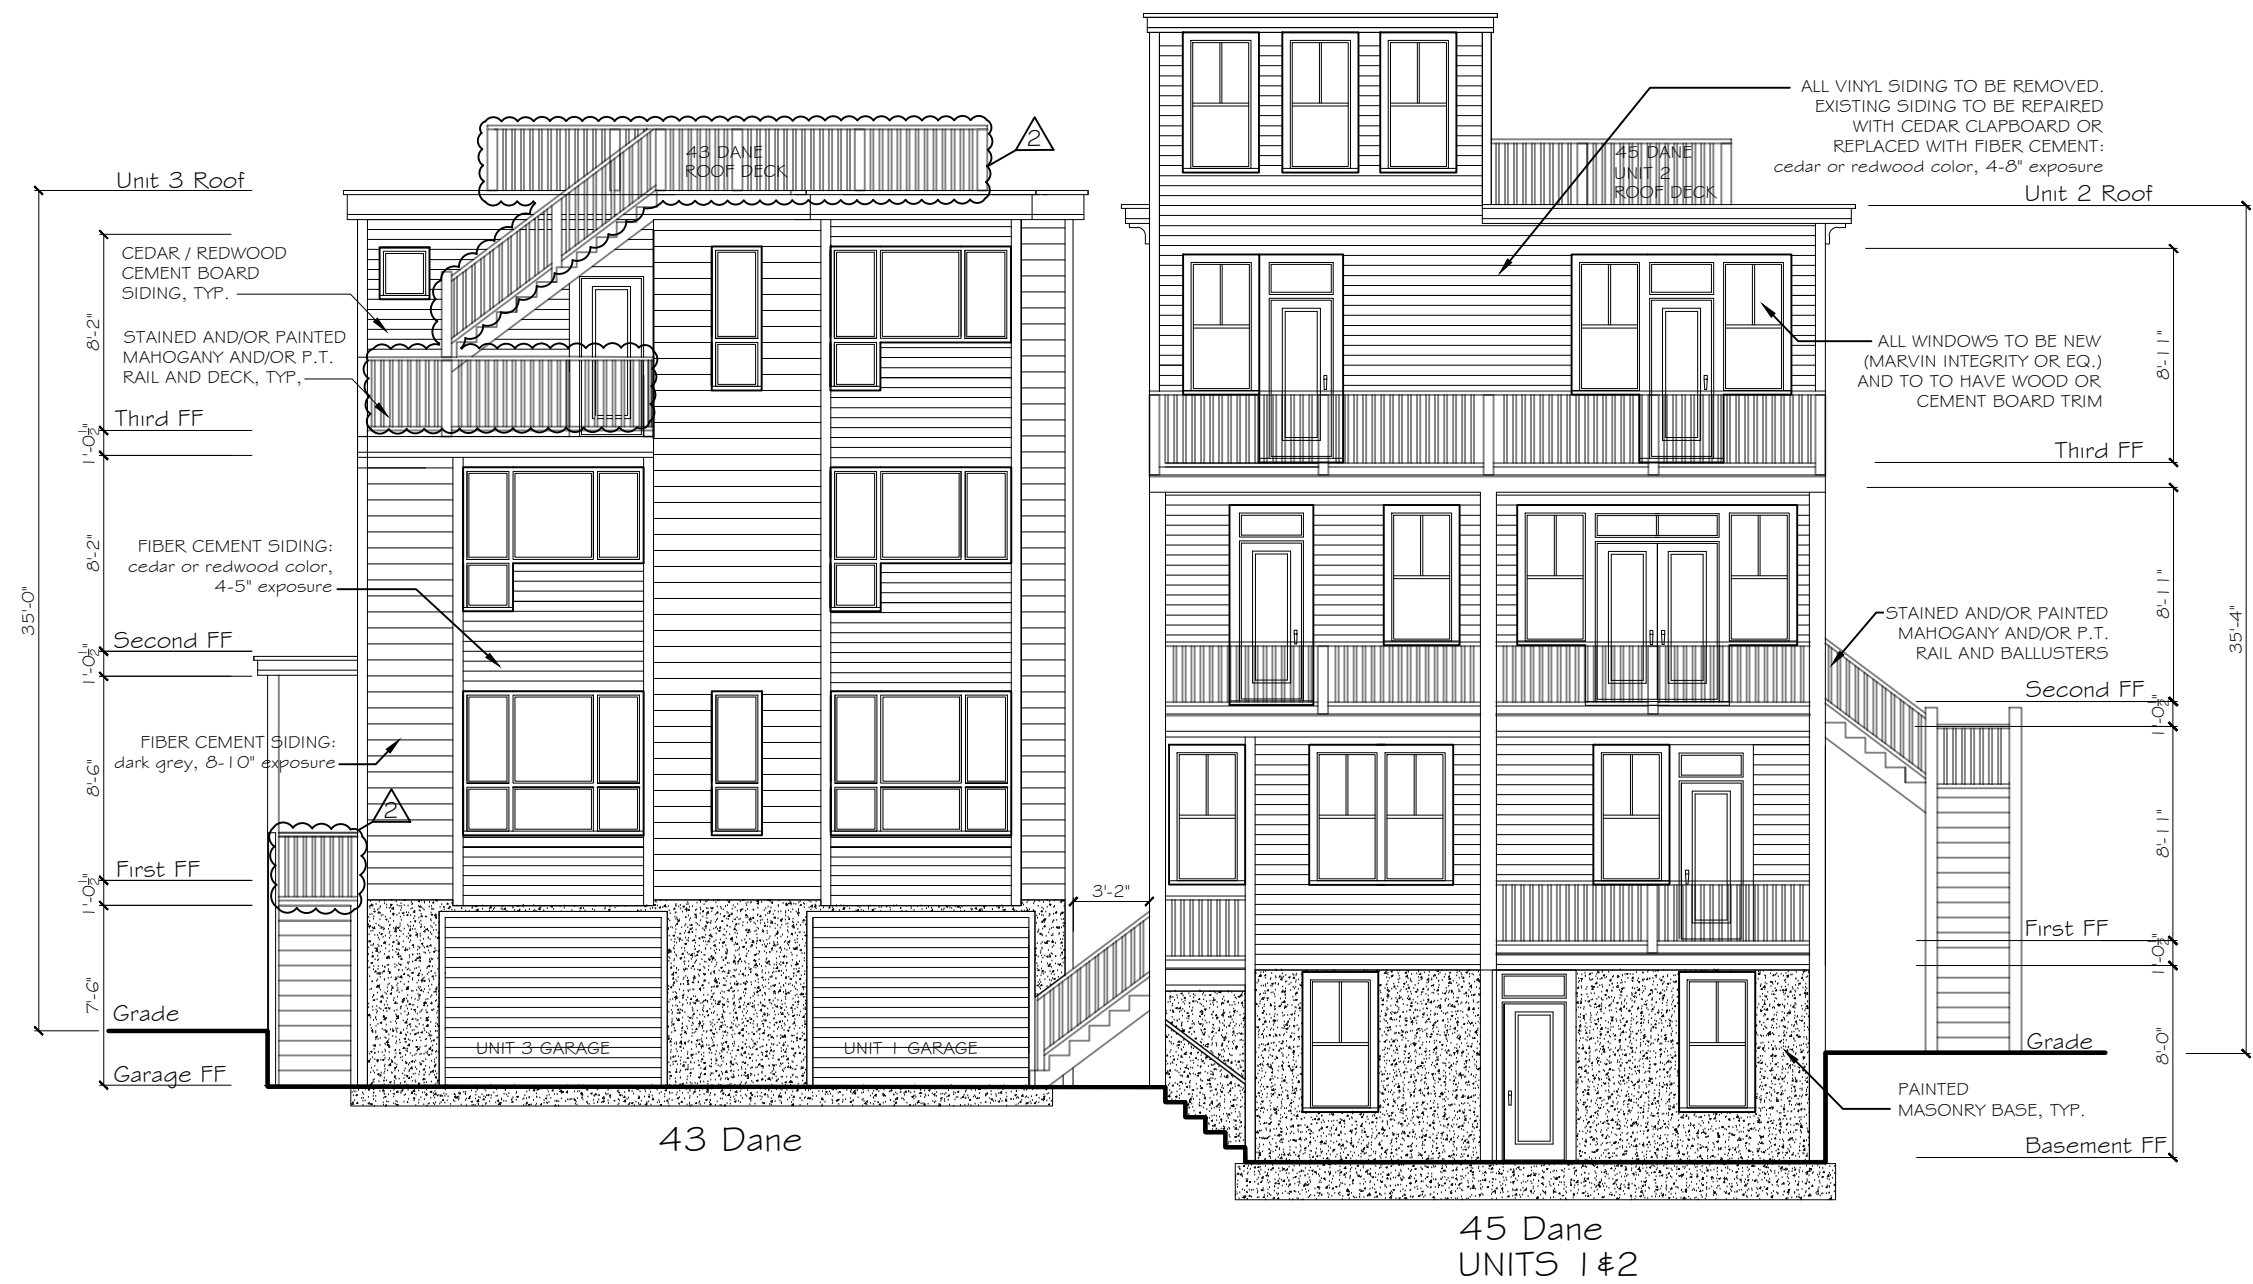 2
43 DANE
ROOF DECK
Unit 3 Roof
CEDAR / REDWOOD
CEMENT BOARD
SIDING, TYP.
STAINED AND/OR PAINTED
MAHOGANY AND/OR P.T.
RAIL AND DECK, TYP,
Third FF
FIBER CEMENT SIDING:
cedar or redwood color,
4-5" exposure
Second FF
FIBER CEMENT SIDING:
dark grey, 8-10" exposure
2
First FF
Grade
Garage FF
35'-0"
8'-2"
1'-0½"
8'-2"
1'-0½"
8'-6"
1'-0½"
7'-6"
UNIT 3 GARAGE
UNIT 1 GARAGE
3'-2"
43 Dane
ALL VINYL SIDING TO BE REMOVED.
EXISTING SIDING TO BE REPAIRED
WITH CEDAR CLAPBOARD OR
REPLACED WITH FIBER CEMENT:
cedar or redwood color, 4-8" exposure
45 DANE
UNIT 2
ROOF DECK
Unit 2 Roof
ALL WINDOWS TO BE NEW
(MARVIN INTEGRITY OR EQ.)
AND TO TO HAVE WOOD OR
CEMENT BOARD TRIM
Third FF
STAINED AND/OR PAINTED
MAHOGANY AND/OR P.T.
RAIL AND BALLUSTERS
Second FF
First FF
Grade
PAINTED
MASONRY BASE, TYP.
Basement FF
8'-11"
8'-11"
1'-0½"
8'-11"
1'-0½"
8'-0"
35'-4"
45 Dane
UNITS 1&2